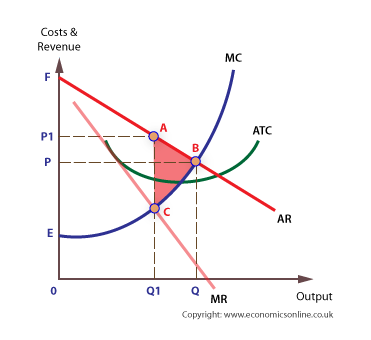 Costs &
Revenue
MC
F
ATC
P1
A
B
P
C
E
AR
0
Q1
Q
MR
Output
Copyright: www.economicsonline.co.uk